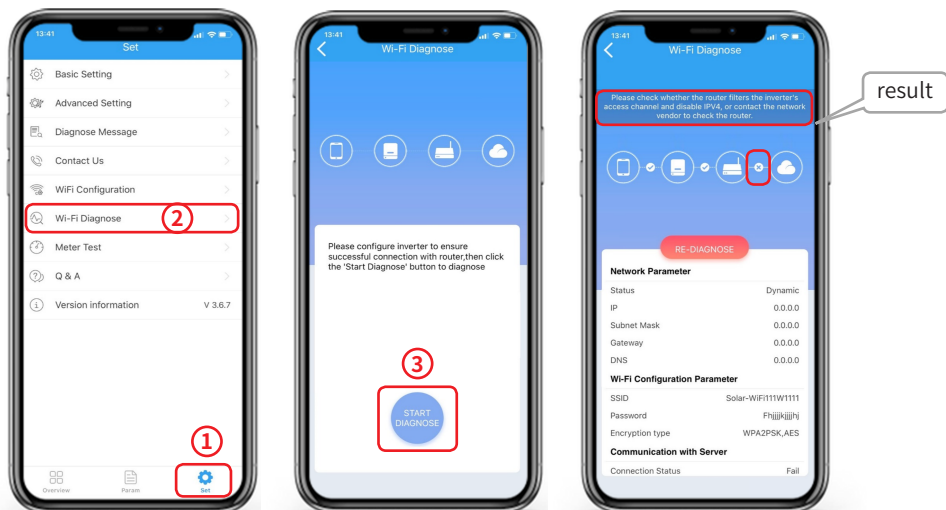 13:41
Set
Basic Setting
Advanced Setting
Diagnose Message
Contact Us
WiFi Configuration
Wi-Fi Diagnose
2
Meter Test
Q & A
Version information V 3.6.7
1
Overview
Param
Set
13:41
Wi-Fi Diagnose
Please configure inverter to ensure
successful connection with router,then click
the 'Start Diagnose' button to diagnose
3
START
DIAGNOSE
13:41
Wi-Fi Diagnose
Please check whether the router filters the inverter's
access channel and disable IPV4, or contact the network
vendor to check the router.
result
RE-DIAGNOSE
Network Parameter
Status Dynamic
IP 0.0.0.0
Subnet Mask 0.0.0.0
Gateway 0.0.0.0
DNS 0.0.0.0
Wi-Fi Configuration Parameter
SSID Solar-WiFi111W1111
Password
Encryption type WPA2PSK,AES
Communication with Server
Connection Status Fail